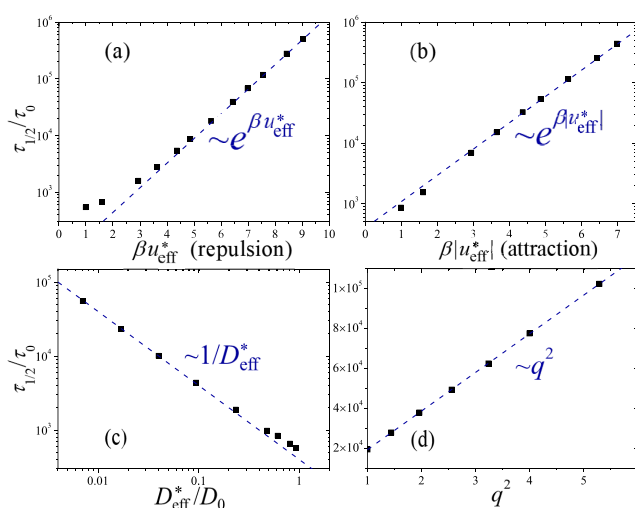 (a)
τ1/2/τ0
10^6
10^5
10^4
10^3
~e^βu*eff
0 1 2 3 4 5 6 7 8 9 10
βu*eff (repulsion)
(b)
10^6
10^5
10^4
10^3
~e^β|u*eff|
0 1 2 3 4 5 6 7
β|u*eff| (attraction)
τ1/2/τ0
10^5
10^4
10^3
~1/D*eff
(c)
0.01 0.1 1
D*eff/D0
1×10^5
8×10^4
6×10^4
4×10^4
2×10^4
~q^2
(d)
1 2 3 4 5
q^2